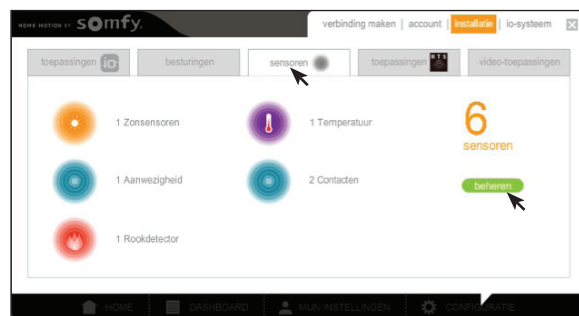 HOME MOTION BY somfy.
verbinding maken | account | installatie | io-systeem
toepassingen io
besturingen
sensoren
toepassingen RTS
video-toepassingen
1 Zonsensoren
1 Temperatuur
6
sensoren
1 Aanwezigheid
2 Contacten
beheren
1 Rookdetector
HOME
DASHBOARD
MIJN INSTELLINGEN
CONFIGURATIE